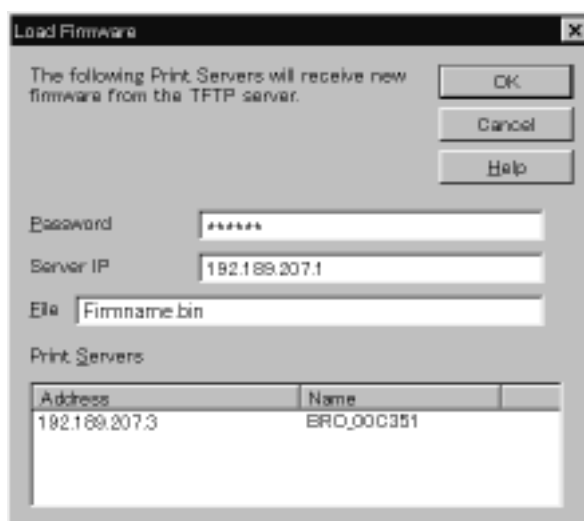 Load Firmware
The following Print Servers will receive new
firmware from the TFTP server.
OK
Cancel
Help
Password
******
Server IP
192.189.207.1
File
Firmname.bin
Print Servers
Address Name
192.189.207.3 BRO_00C351